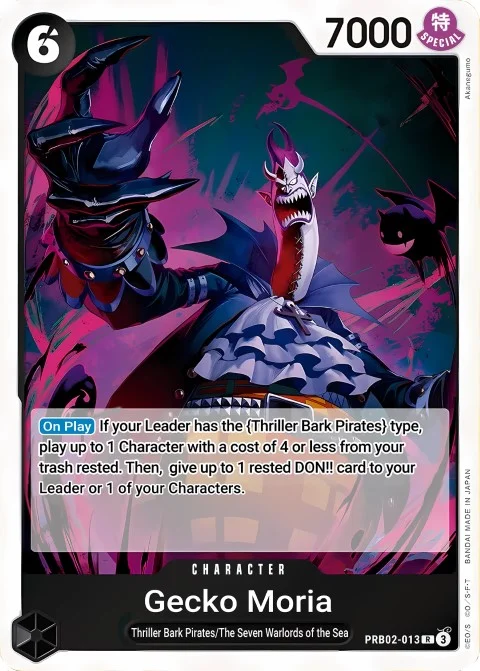 6
7000
特
SPECIAL
Akanegumo
On Play If your Leader has the {Thriller Bark Pirates} type,
play up to 1 Character with a cost of 4 or less from your
trash rested. Then, give up to 1 rested DON!! card to your
Leader or 1 of your Characters.
CHARACTER
Gecko Moria
Thriller Bark Pirates/The Seven Warlords of the Sea
PRB02-013 R 3
©E.O/S ©O/S·F·T BANDAI MADE IN JAPAN